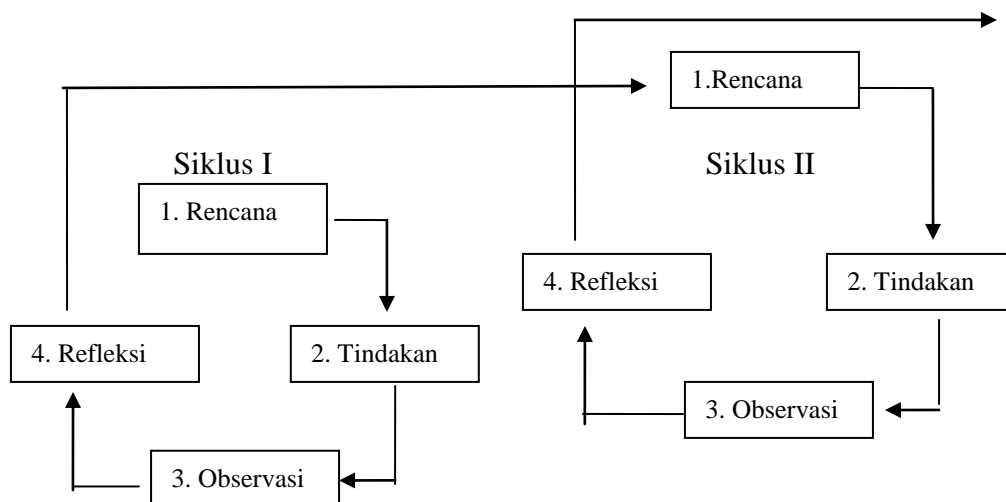 Siklus I
1. Rencana
2. Tindakan
3. Observasi
4. Refleksi
Siklus II
1.Rencana
2. Tindakan
3. Observasi
4. Refleksi